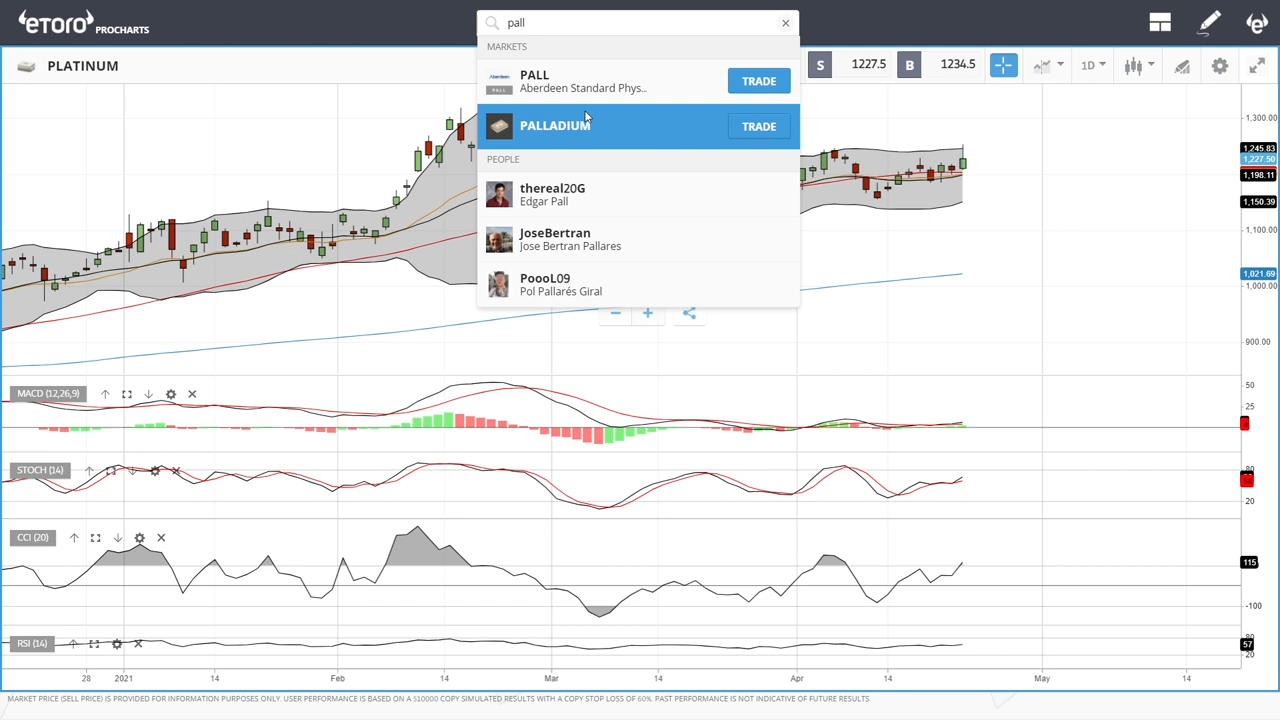 eToro PROCHARTS
pall
MARKETS
PLATINUM
S 1227.5 B 1234.5 1D
PALL
Aberdeen Standard Phys..
TRADE
PALLADIUM
TRADE
PEOPLE
thereal20G
Edgar Pall
JoseBertran
Jose Bertran Pallares
PoooL09
Pol Pallarés Giral
1,300.00
1,245.83
1,227.50
1,198.11
1,150.39
1,100.00
1,021.69
1,000.00
900.00
MACD (12,26,9)
50
25
STOCH (14)
80
20
CCI (20)
115
-100
RSI (14)
80
57
20
28 2021 14 Feb 14 Mar 14 Apr 14 May 14
MARKET PRICE (SELL PRICE) IS PROVIDED FOR INFORMATION PURPOSES ONLY. USER PERFORMANCE IS BASED ON A $10000 COPY SIMULATED RESULTS WITH A COPY STOP LOSS OF 60%. PAST PERFORMANCE IS NOT INDICATIVE OF FUTURE RESULTS.